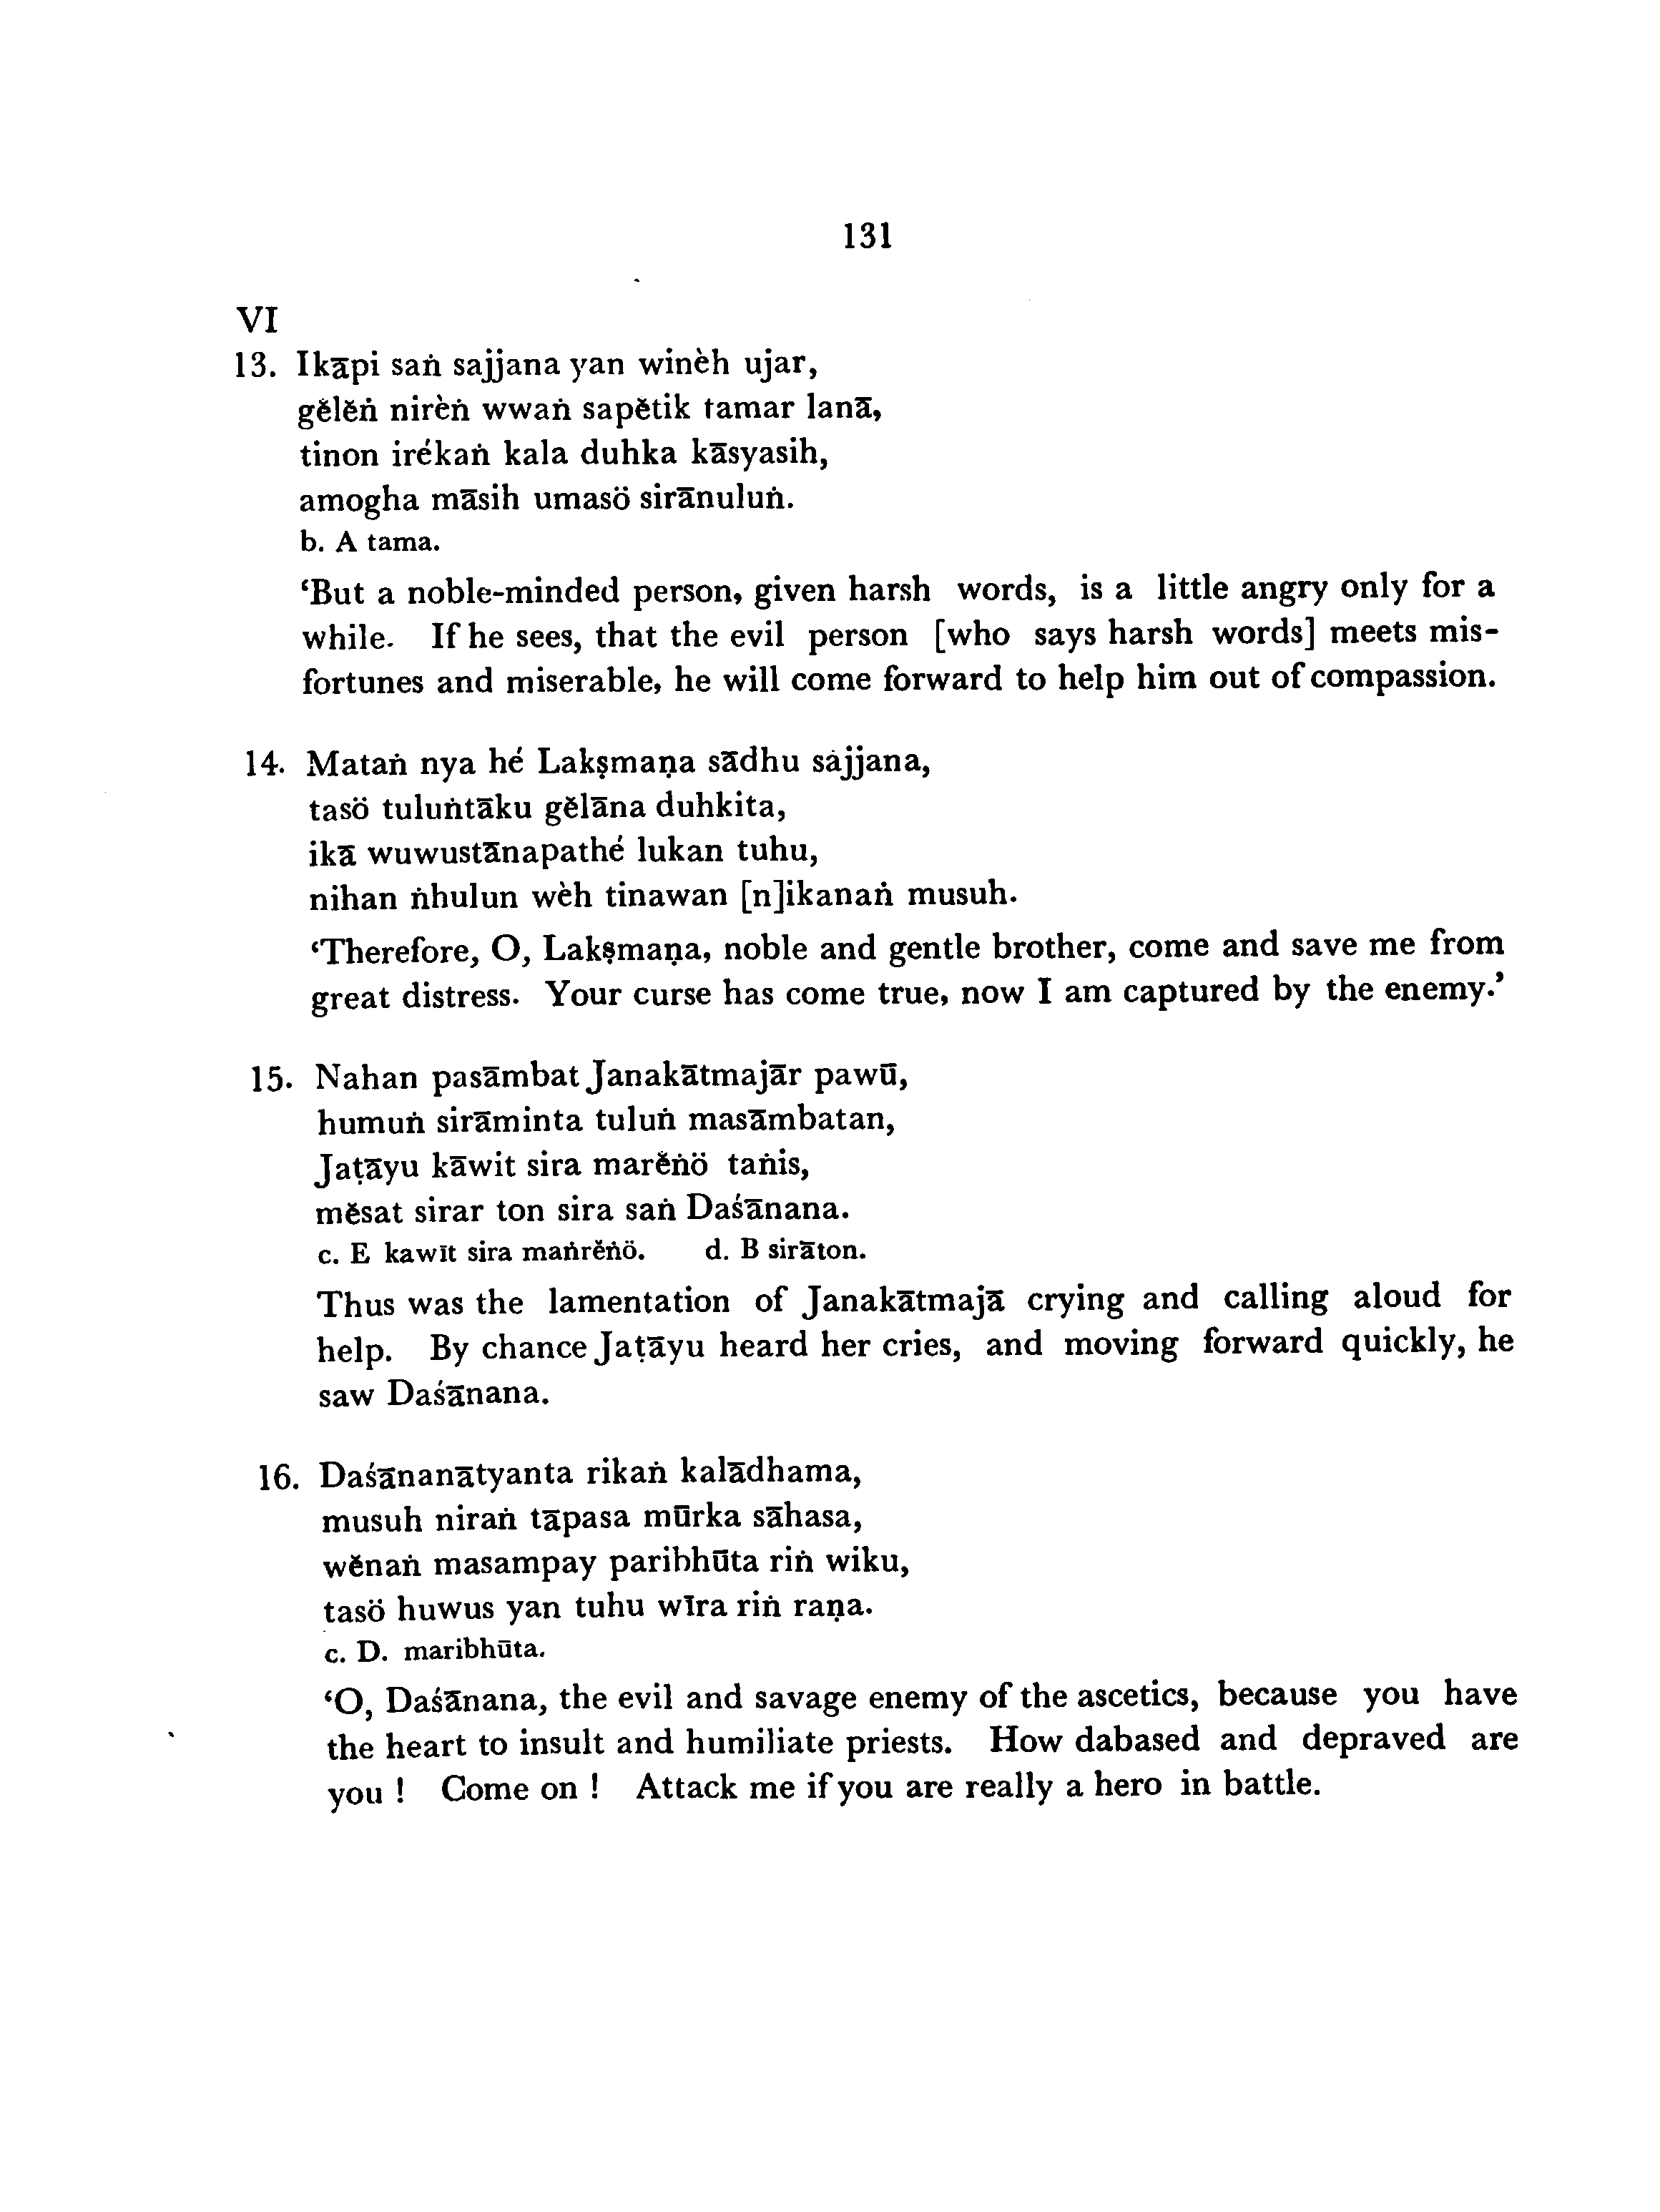 131
VI
13. Ikāpi saṅ sajjana yan winèh ujar,
gĕlĕṅ nirèṅ wwaṅ sapĕtik tamar lanā,
tinon irékaṅ kala duhka kāsyasih,
amogha māsih umasö sirānuluṅ.
b. A tama.
‘But a noble-minded person, given harsh words, is a little angry only for a
while. If he sees, that the evil person [who says harsh words] meets mis-
fortunes and miserable, he will come forward to help him out of compassion.
14. Mataṅ nya hé Lakṣmaṇa sādhu sajjana,
tasö tuluṅtāku gĕlāna duhkita,
ikā wuwustānapathé lukan tuhu,
nihan ṅhulun wèh tinawan [n]ikanaṅ musuh.
‘Therefore, O, Lakṣmaṇa, noble and gentle brother, come and save me from
great distress. Your curse has come true, now I am captured by the enemy.’
15. Nahan pasāmbat Janakātmajār pawū,
humuṅ sirāminta tuluṅ masāmbatan,
Jaṭāyu kāwit sira marĕṅö taṅis,
mĕsat sirar ton sira saṅ Daśānana.
c. E kawīt sira maṅrĕṅö. d. B sirāton.
Thus was the lamentation of Janakātmajā crying and calling aloud for
help. By chance Jaṭāyu heard her cries, and moving forward quickly, he
saw Daśānana.
16. Daśānanātyanta rikaṅ kalādhama,
musuh niraṅ tāpasa mūrka sāhasa,
wĕnaṅ masampay paribhūta riṅ wiku,
tasö huwus yan tuhu wīra riṅ raṇa.
c. D. maribhūta.
‘O, Daśānana, the evil and savage enemy of the ascetics, because you have
the heart to insult and humiliate priests. How dabased and depraved are
you ! Come on ! Attack me if you are really a hero in battle.